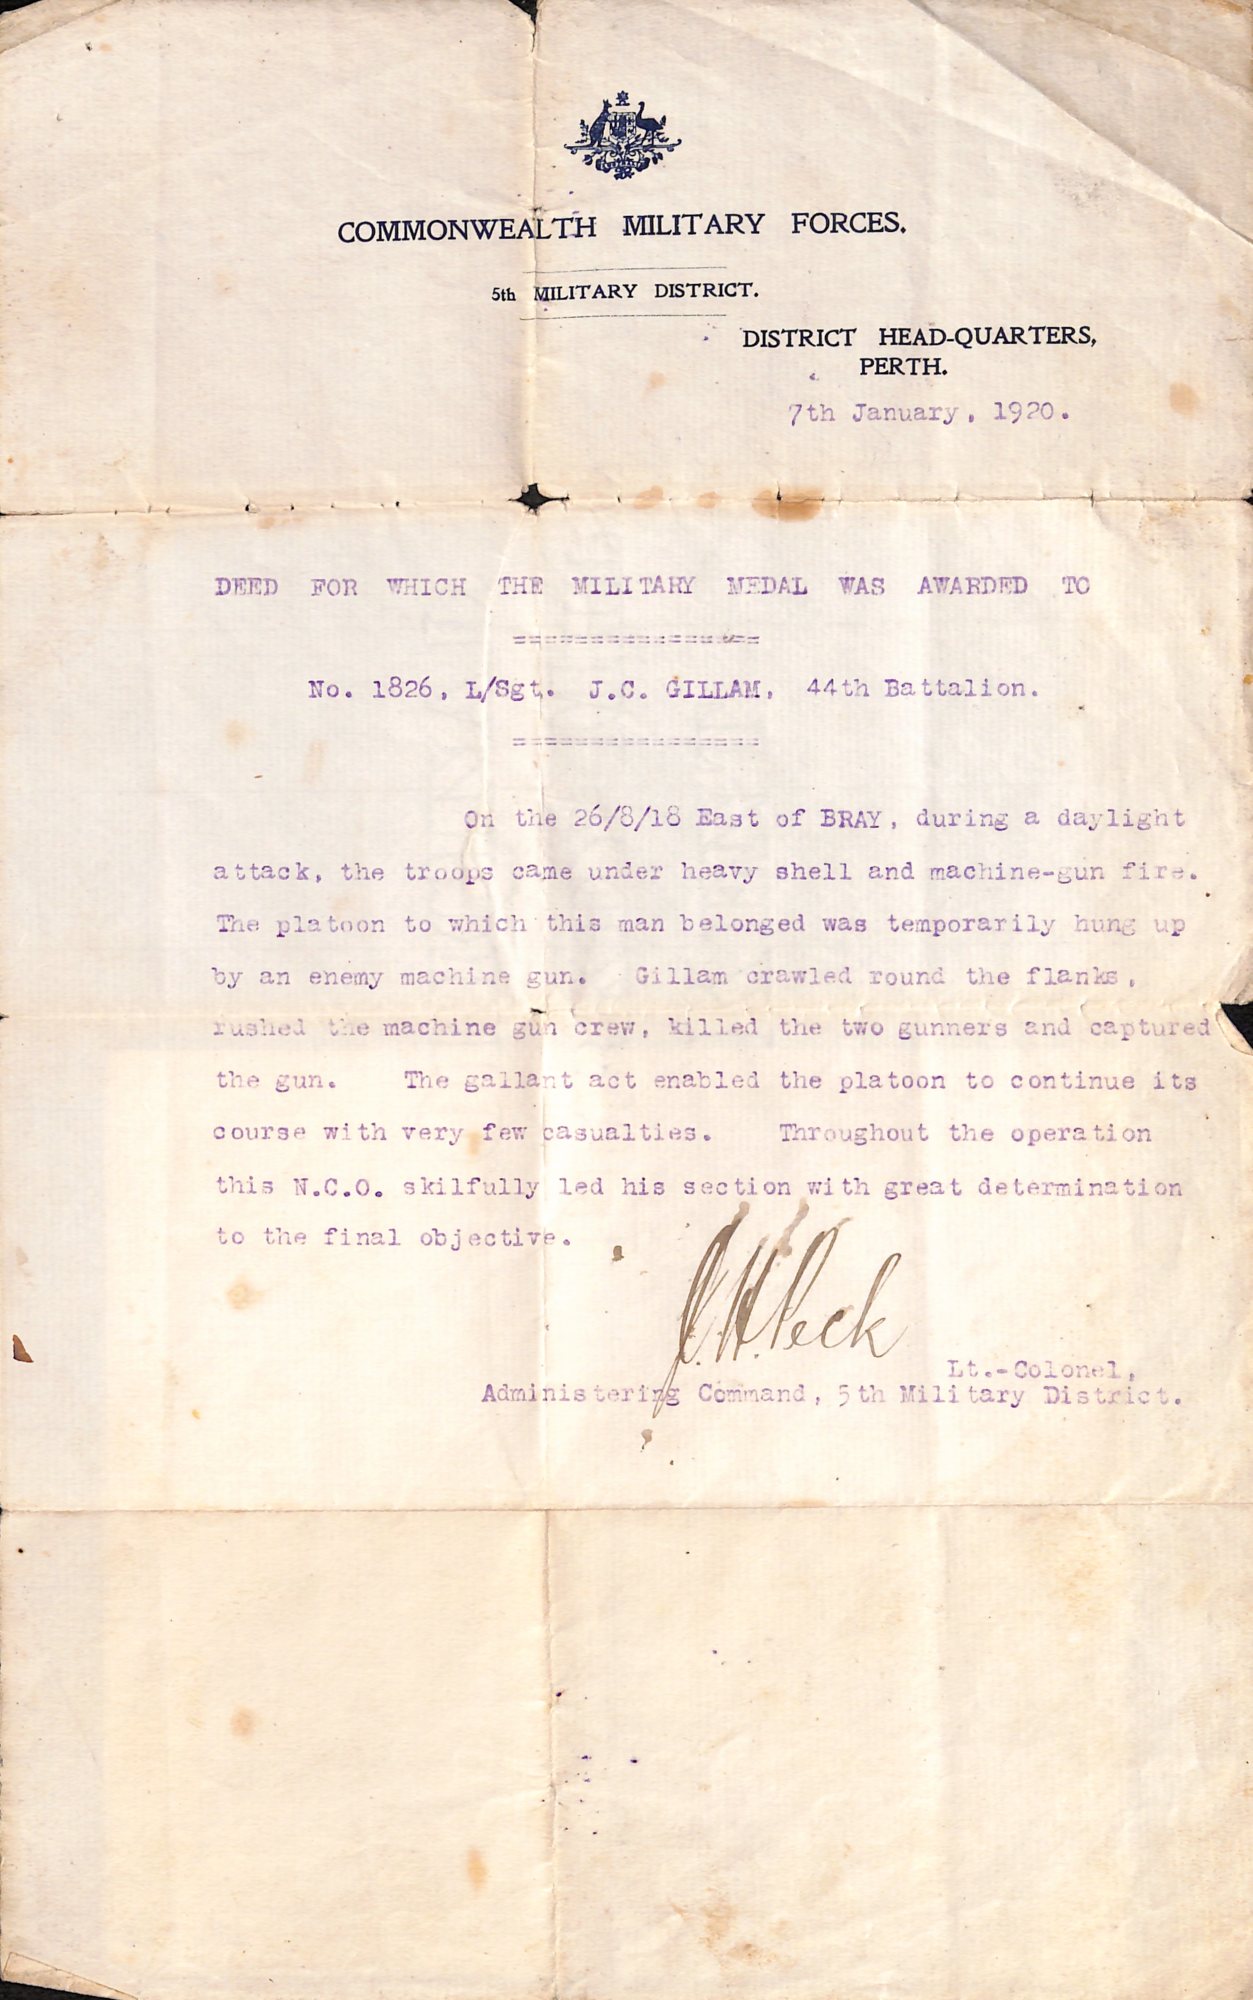 COMMONWEALTH MILITARY FORCES.
5th MILITARY DISTRICT.
DISTRICT HEAD-QUARTERS,
PERTH.
7th January, 1920.
DEED FOR WHICH THE MILITARY MEDAL WAS AWARDED TO
================
No. 1826, L/Sgt. J.C. GILLAM, 44th Battalion.
================
On the 26/8/18 East of BRAY, during a daylight
attack, the troops came under heavy shell and machine-gun fire.
The platoon to which this man belonged was temporarily hung up
by an enemy machine gun. Gillam crawled round the flanks,
rushed the machine gun crew, killed the two gunners and captured
the gun. The gallant act enabled the platoon to continue its
course with very few casualties. Throughout the operation
this N.C.O. skilfully led his section with great determination
to the final objective.
J.H.Peck
Lt.-Colonel,
Administering Command, 5th Military District.